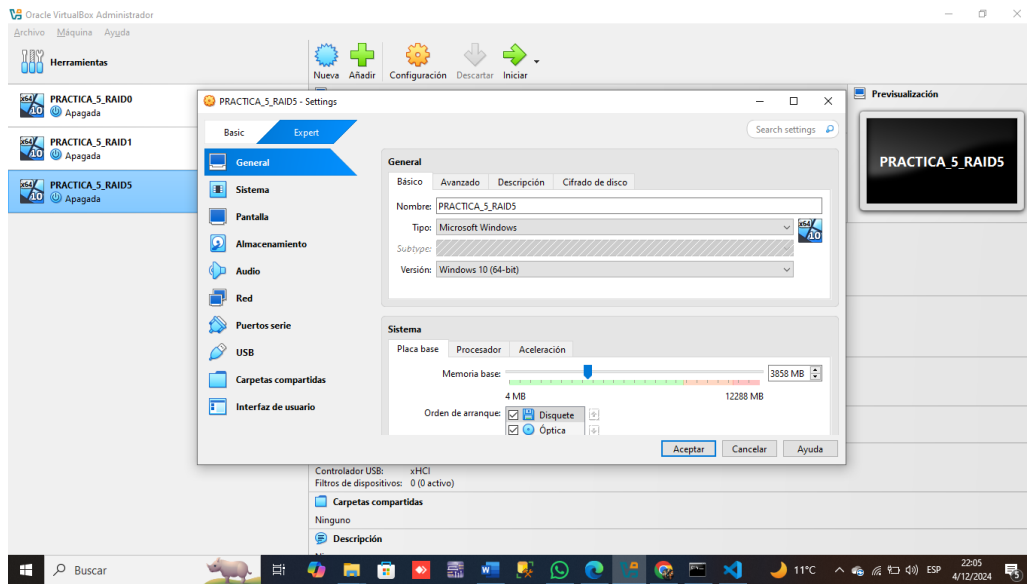 Oracle VirtualBox Administrador
Archivo Máquina Ayuda
Herramientas
Nueva Añadir Configuración Descartar Iniciar
PRACTICA_5_RAID0
Apagada
PRACTICA_5_RAID1
Apagada
PRACTICA_5_RAID5
Apagada
PRACTICA_5_RAID5 - Settings
Basic Expert
Search settings
General
Sistema
Pantalla
Almacenamiento
Audio
Red
Puertos serie
USB
Carpetas compartidas
Interfaz de usuario
General
Básico Avanzado Descripción Cifrado de disco
Nombre: PRACTICA_5_RAID5
Tipo: Microsoft Windows
Subtype:
Versión: Windows 10 (64-bit)
Sistema
Placa base Procesador Aceleración
Memoria base: 3858 MB
4 MB 12288 MB
Orden de arranque: Disquete
Óptica
Aceptar Cancelar Ayuda
Previsualización
PRACTICA_5_RAID5
Controlador USB: xHCI
Filtros de dispositivos: 0 (0 activo)
Carpetas compartidas
Ninguno
Descripción
Buscar
11°C
ESP
22:05
4/12/2024